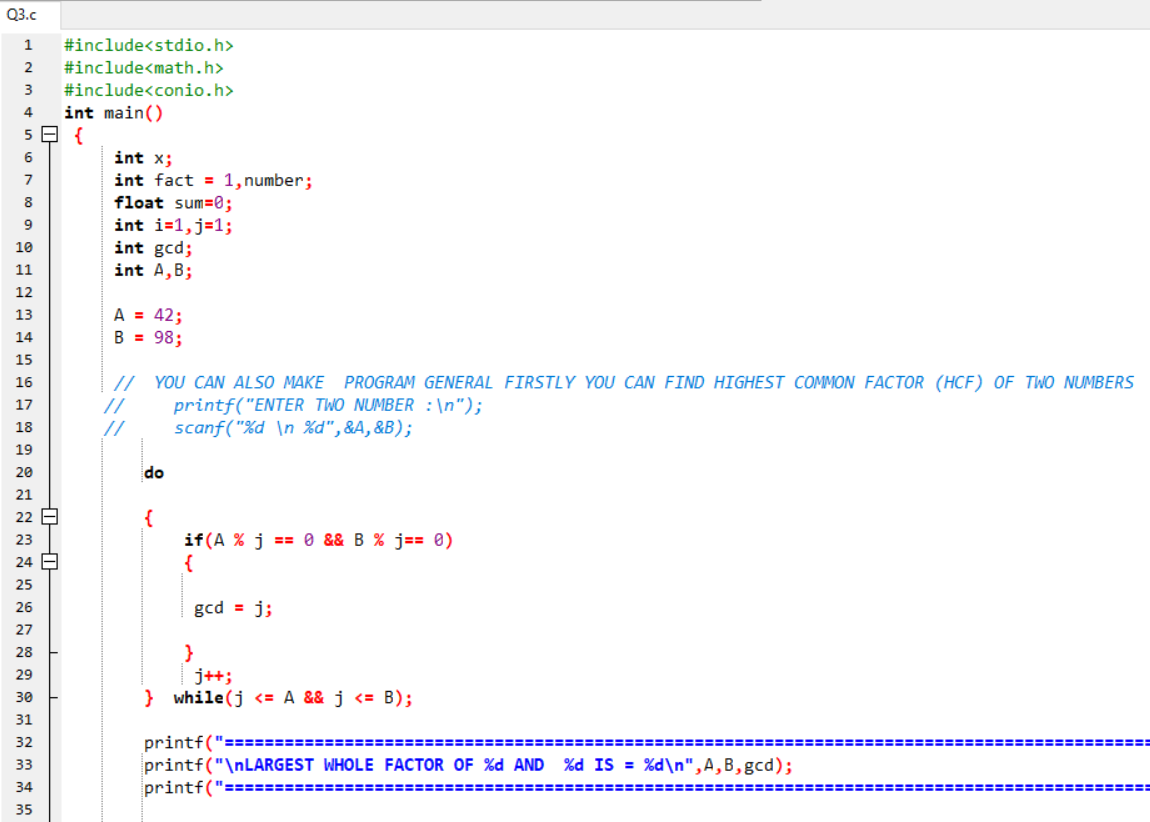 Q3.c
1 #include<stdio.h>
2 #include<math.h>
3 #include<conio.h>
4 int main()
5 {
6 int x;
7 int fact = 1,number;
8 float sum=0;
9 int i=1,j=1;
10 int gcd;
11 int A,B;
12
13 A = 42;
14 B = 98;
15
16 // YOU CAN ALSO MAKE  PROGRAM GENERAL FIRSTLY YOU CAN FIND HIGHEST COMMON FACTOR (HCF) OF TWO NUMBERS
17 // printf("ENTER TWO NUMBER :\n");
18 // scanf("%d \n %d",&A,&B);
19
20 do
21
22 {
23 if(A % j == 0 && B % j== 0)
24 {
25
26 gcd = j;
27
28 }
29 j++;
30 }  while(j <= A && j <= B);
31
32 printf("=============================================================================================
33 printf("\nLARGEST WHOLE FACTOR OF %d AND  %d IS = %d\n",A,B,gcd);
34 printf("=============================================================================================
35